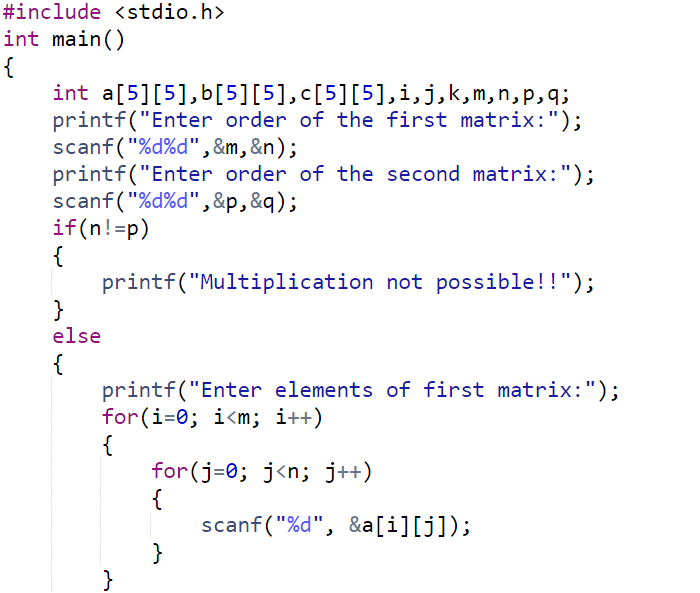 #include <stdio.h>
int main()
{
    int a[5][5],b[5][5],c[5][5],i,j,k,m,n,p,q;
    printf("Enter order of the first matrix:");
    scanf("%d%d",&m,&n);
    printf("Enter order of the second matrix:");
    scanf("%d%d",&p,&q);
    if(n!=p)
    {
        printf("Multiplication not possible!!");
    }
    else
    {
        printf("Enter elements of first matrix:");
        for(i=0; i<m; i++)
        {
            for(j=0; j<n; j++)
            {
                scanf("%d", &a[i][j]);
            }
        }